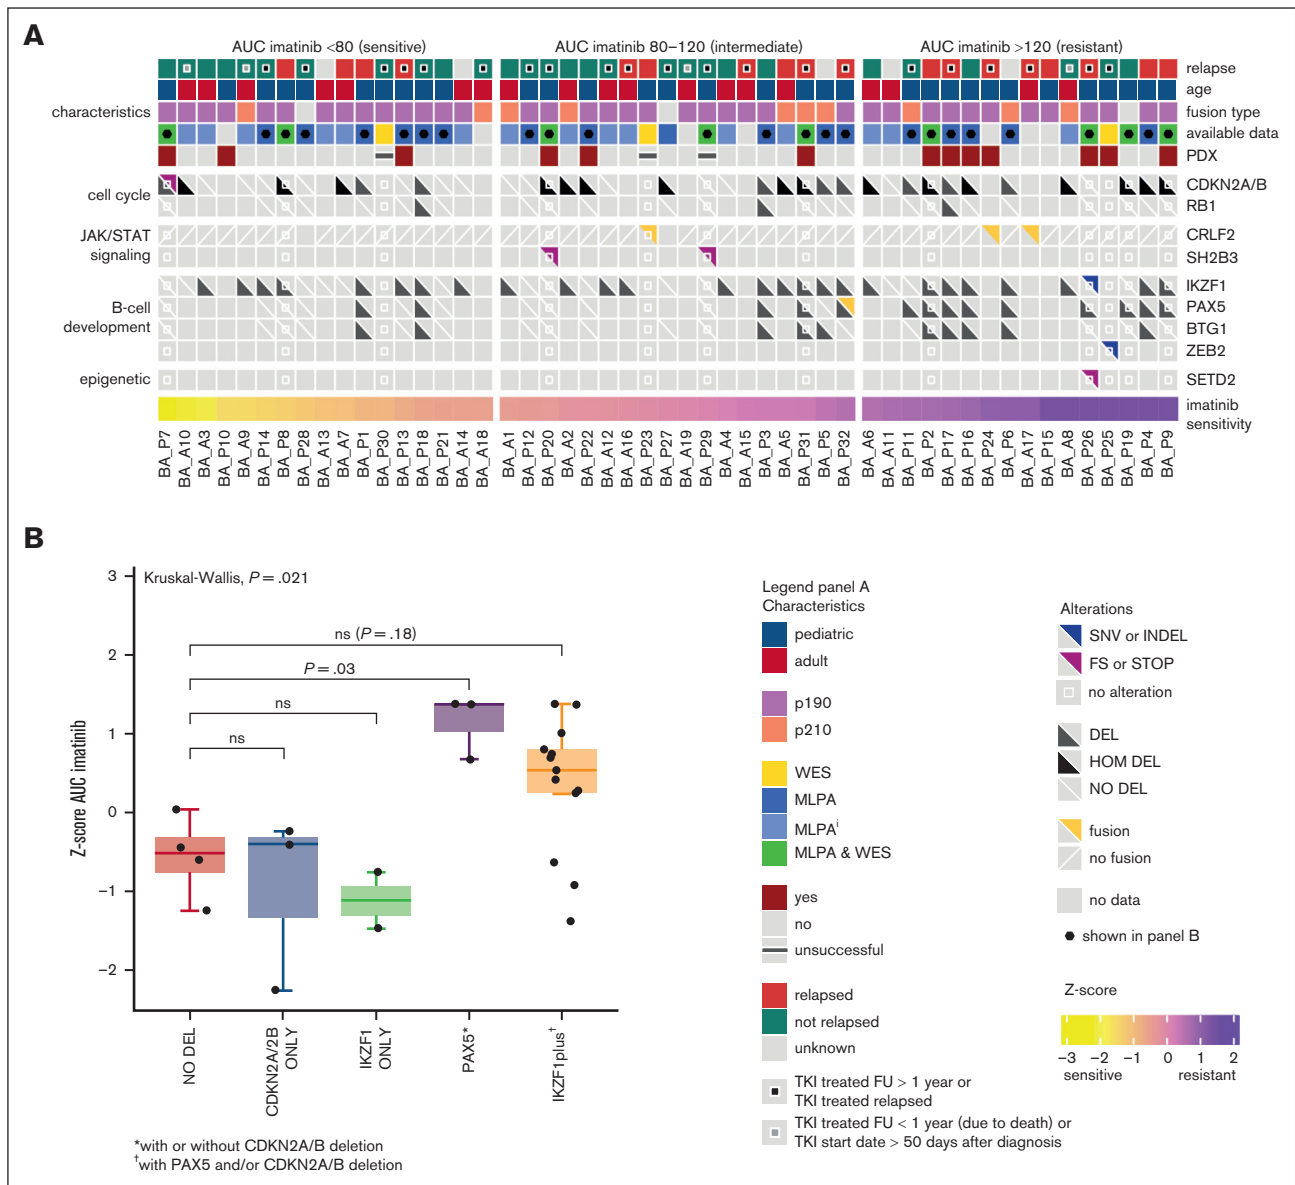 A
AUC imatinib <80 (sensitive)
AUC imatinib 80–120 (intermediate)
AUC imatinib >120 (resistant)
relapse
age
characteristics
fusion type
available data
PDX
cell cycle
CDKN2A/B
RB1
JAK/STAT
signaling
CRLF2
SH2B3
B-cell
development
IKZF1
PAX5
BTG1
ZEB2
epigenetic
SETD2
imatinib
sensitivity
BA_P7
BA_A10
BA_A3
BA_P10
BA_A9
BA_P14
BA_P8
BA_P28
BA_A13
BA_A7
BA_P1
BA_P30
BA_P13
BA_P18
BA_P21
BA_A14
BA_A18
BA_A1
BA_P12
BA_P20
BA_A2
BA_P22
BA_A12
BA_A16
BA_P23
BA_P27
BA_A19
BA_P29
BA_A4
BA_A15
BA_P3
BA_A5
BA_P31
BA_P5
BA_P32
BA_A6
BA_A11
BA_P11
BA_P2
BA_P17
BA_P16
BA_P24
BA_P6
BA_A17
BA_P15
BA_A8
BA_P26
BA_P25
BA_P19
BA_P4
BA_P9
B
Kruskal-Wallis, P = .021
ns (P = .18)
P = .03
ns
ns
Z-score AUC imatinib
3
2
1
0
−1
−2
NO DEL
CDKN2A/2B
ONLY
IKZF1
ONLY
PAX5*
IKZF1plus†
*with or without CDKN2A/B deletion
†with PAX5 and/or CDKN2A/B deletion
Legend panel A
Characteristics
pediatric
adult
p190
p210
WES
MLPA
MLPAⁱ
MLPA & WES
yes
no
unsuccessful
relapsed
not relapsed
unknown
TKI treated FU > 1 year or
TKI treated relapsed
TKI treated FU < 1 year (due to death) or
TKI start date > 50 days after diagnosis
Alterations
SNV or INDEL
FS or STOP
no alteration
DEL
HOM DEL
NO DEL
fusion
no fusion
no data
shown in panel B
Z-score
−3 −2 −1 0 1 2
sensitive resistant